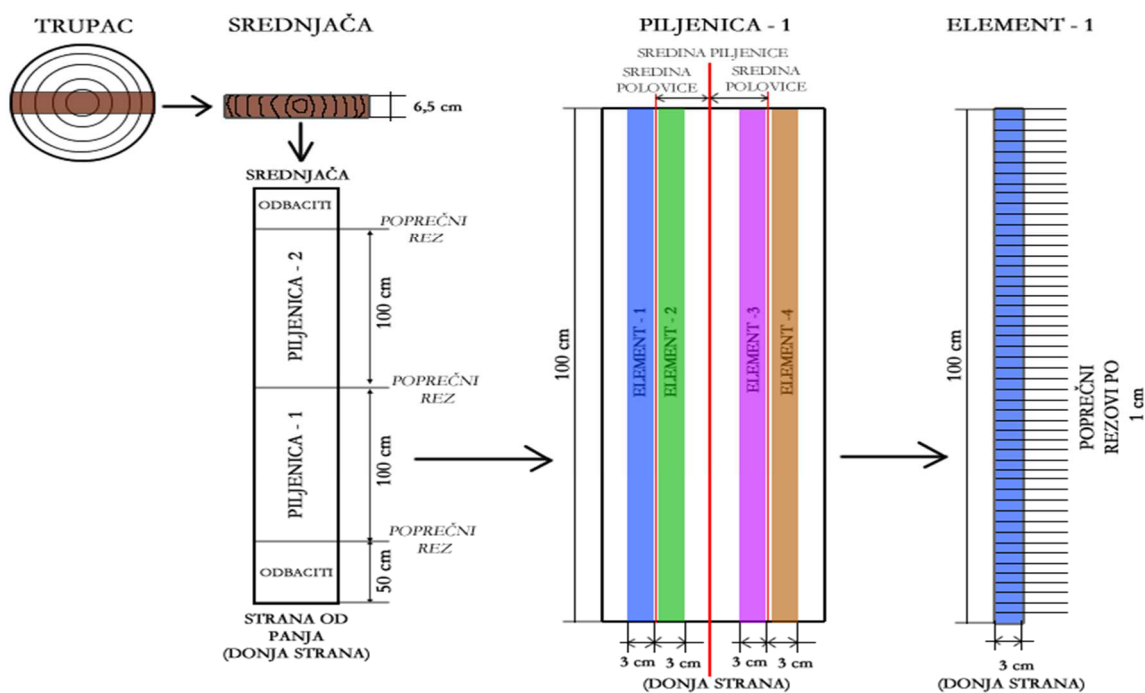 TRUPAC
SREDNJAČA
PILJENICA - 1
ELEMENT - 1
6,5 cm
SREDNJAČA
ODBACITI
POPREČNI
REZ
PILJENICA - 2
100 cm
POPREČNI
REZ
PILJENICA - 1
100 cm
POPREČNI
REZ
ODBACITI
50 cm
STRANA OD
PANJA
(DONJA STRANA)
SREDINA PILJENICE
SREDINA
POLOVICE
SREDINA
POLOVICE
100 cm
ELEMENT -1
ELEMENT - 2
ELEMENT -3
ELEMENT -4
3 cm
3 cm
3 cm
3 cm
(DONJA STRANA)
100 cm
POPREČNI
REZOVI PO
1 cm
3 cm
(DONJA STRANA)